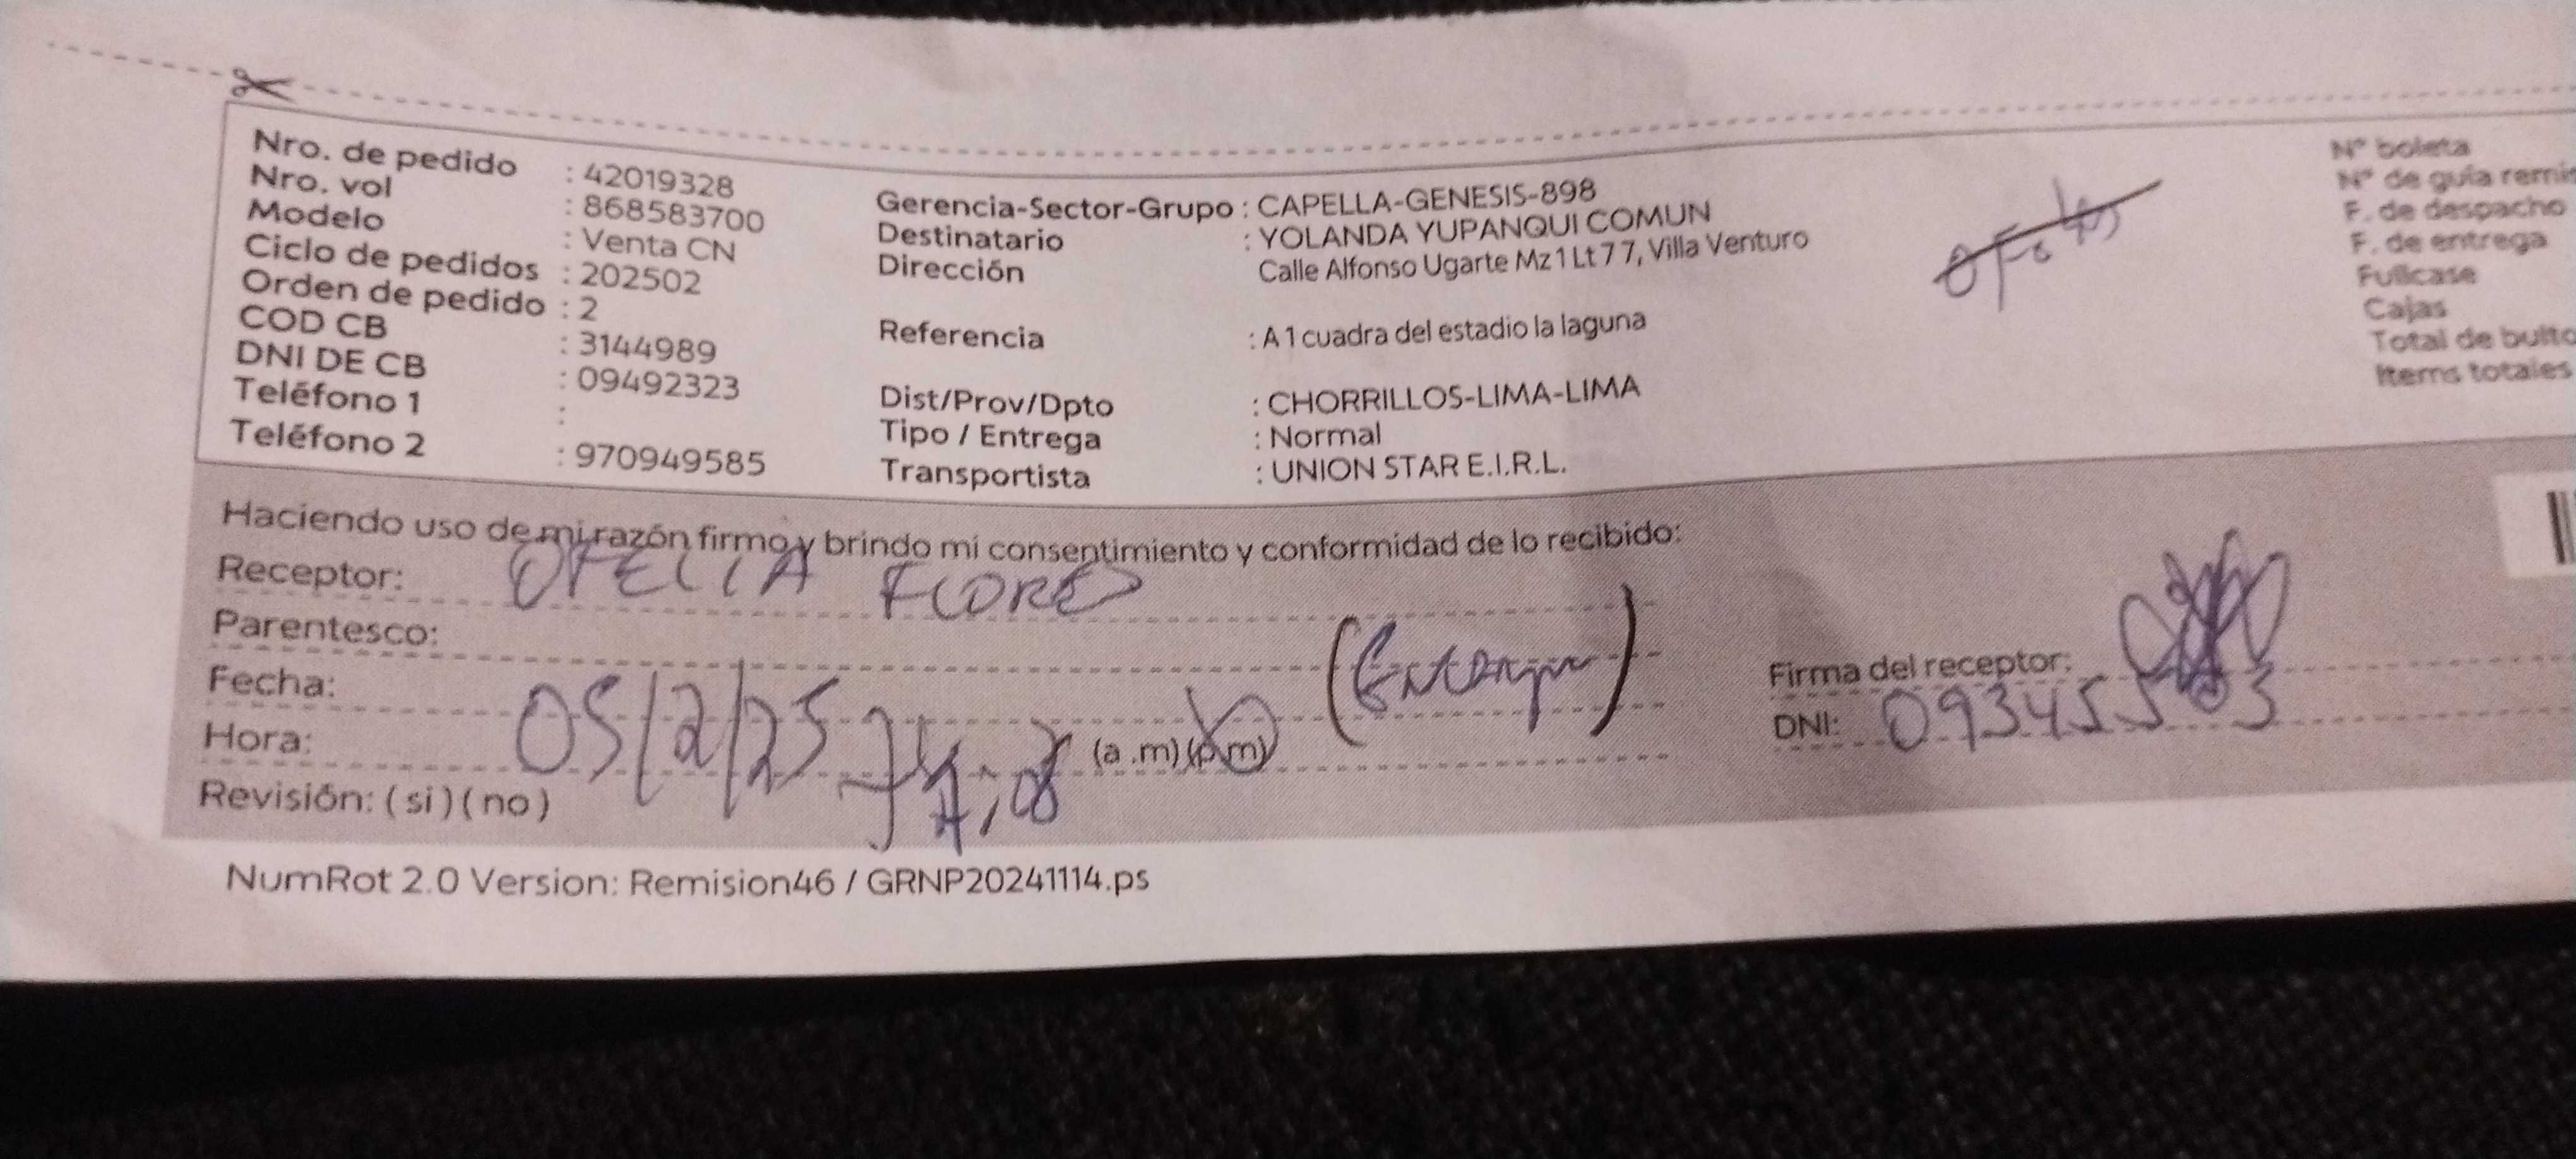 Nro. de pedido : 42019328
Nro. vol : 868583700
Modelo : Venta CN
Ciclo de pedidos : 202502
Orden de pedido : 2
COD CB : 3144989
DNI DE CB : 09492323
Teléfono 1 :
Teléfono 2 : 970949585
Gerencia-Sector-Grupo : CAPELLA-GENESIS-898
Destinatario : YOLANDA YUPANQUI COMUN
Dirección Calle Alfonso Ugarte Mz 1 Lt 7 7, Villa Venturo
Referencia : A 1 cuadra del estadio la laguna
Dist/Prov/Dpto : CHORRILLOS-LIMA-LIMA
Tipo / Entrega : Normal
Transportista : UNION STAR E.I.R.L.
N° boleta
N° de guía remis
F. de despacho
F. de entrega
Fullcase
Cajas
Total de bulto
Items totales
Haciendo uso de mi razón firmo y brindo mi consentimiento y conformidad de lo recibido:
Receptor: OFELIA FLORES
Parentesco:
Fecha: 05/2/25
Hora: (a .m) (p.m)
Revisión: ( si ) ( no )
Firma del receptor:
DNI:
NumRot 2.0 Version: Remision46 / GRNP20241114.ps